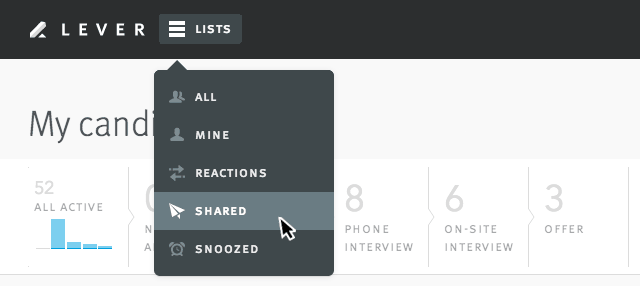 LEVER
LISTS
My candi
ALL
MINE
REACTIONS
SHARED
SNOOZED
52
ALL ACTIVE
8
PHONE
INTERVIEW
6
ON-SITE
INTERVIEW
3
OFFER